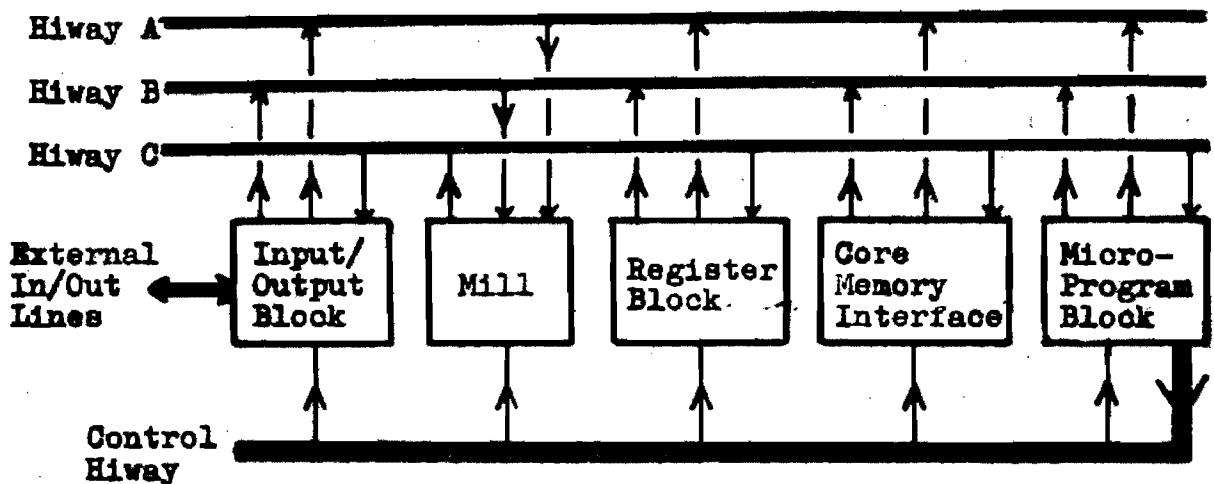 Hiway A
Hiway B
Hiway C
External
In/Out
Lines
Input/
Output
Block
Mill
Register
Block
Core
Memory
Interface
Micro-
Program
Block
Control
Hiway